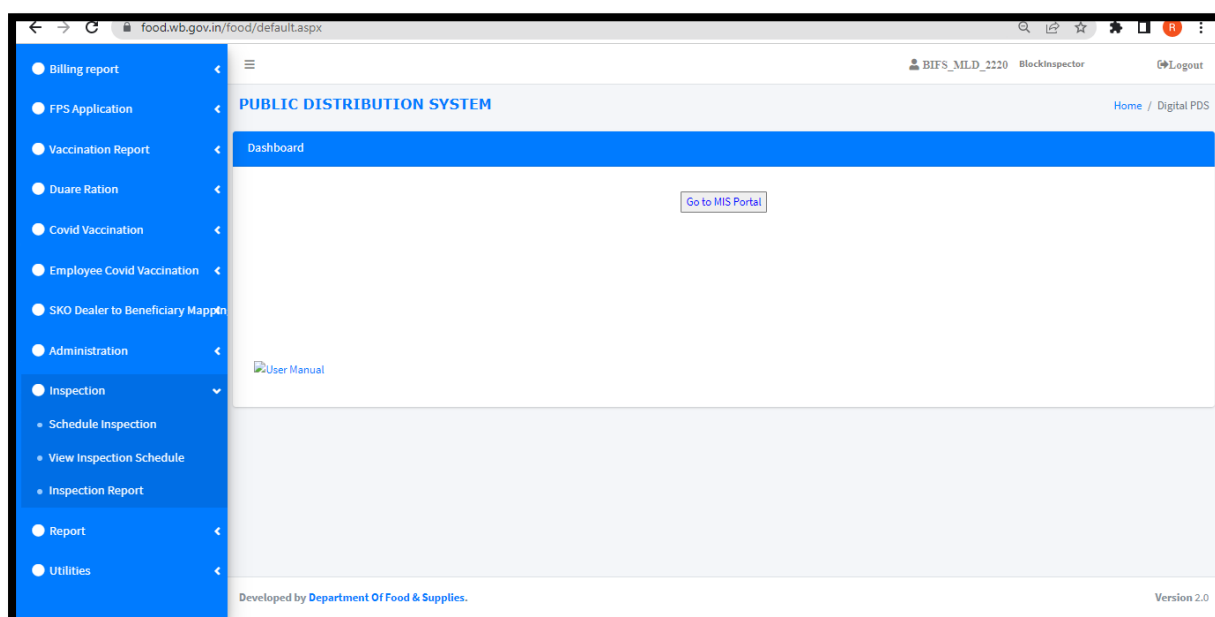 food.wb.gov.in/food/default.aspx
R
Billing report
FPS Application
Vaccination Report
Duare Ration
Covid Vaccination
Employee Covid Vaccination
SKO Dealer to Beneficiary Mappin
Administration
Inspection
Schedule Inspection
View Inspection Schedule
Inspection Report
Report
Utilities
BIFS_MLD_2220 BlockInspector Logout
PUBLIC DISTRIBUTION SYSTEM
Home / Digital PDS
Dashboard
Go to MIS Portal
User Manual
Developed by Department Of Food & Supplies.
Version 2.0